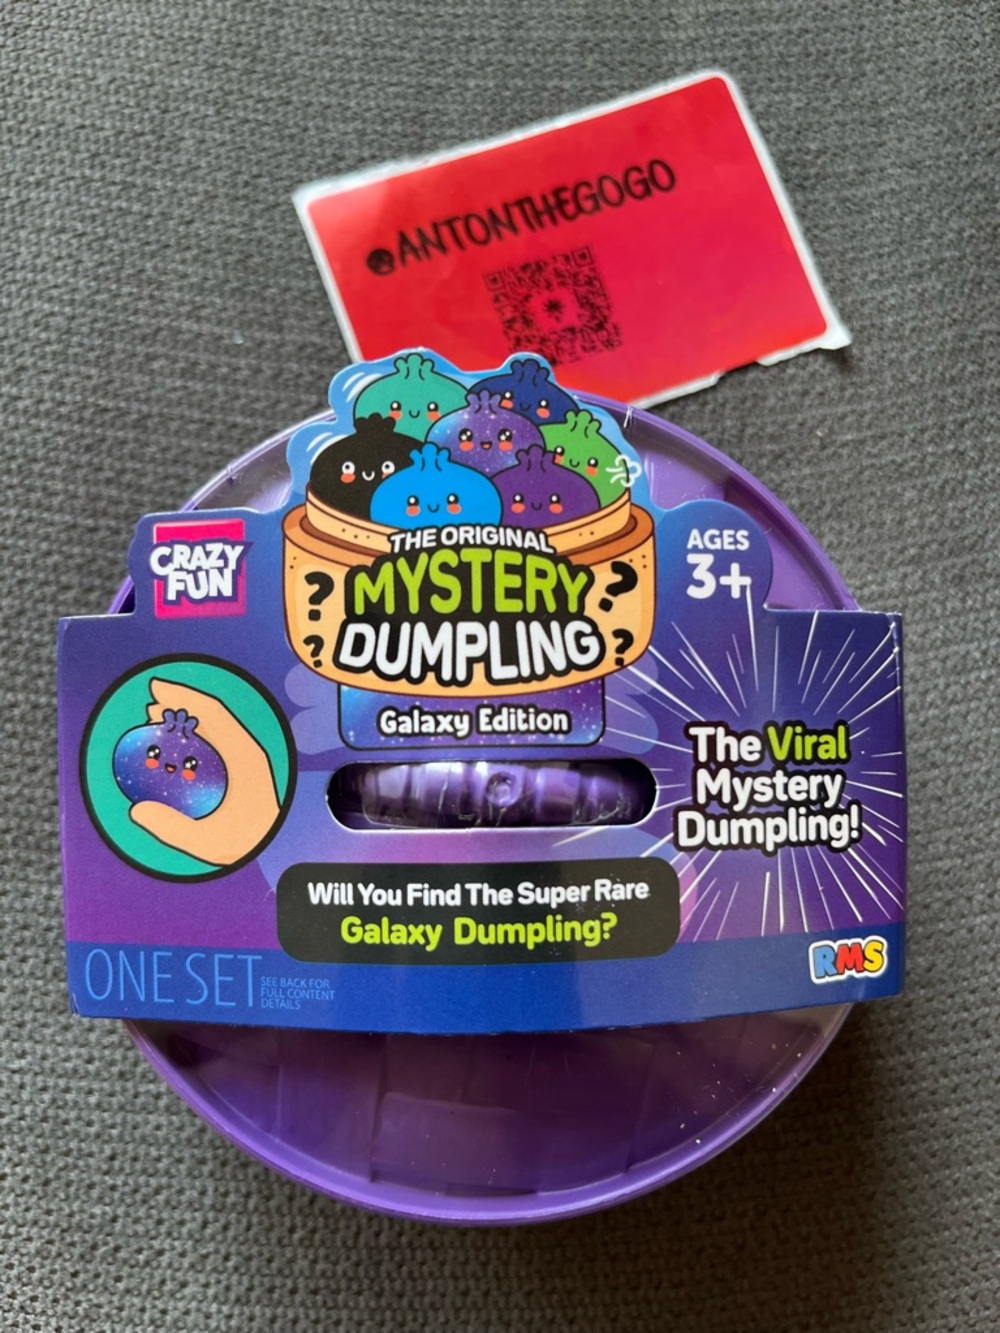 @ANTONTHEGOGO
CRAZY
FUN
THE ORIGINAL
MYSTERY
DUMPLING
Galaxy Edition
AGES
3+
The Viral
Mystery
Dumpling!
Will You Find The Super Rare
Galaxy Dumpling?
ONE SET
SEE BACK FOR
FULL CONTENT
DETAILS
RMS